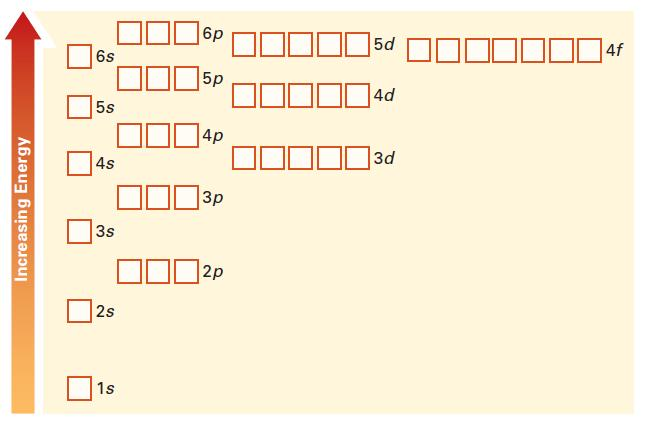 Increasing Energy
6p
5d
4f
6s
5p
4d
5s
4p
3d
4s
3p
3s
2p
2s
1s